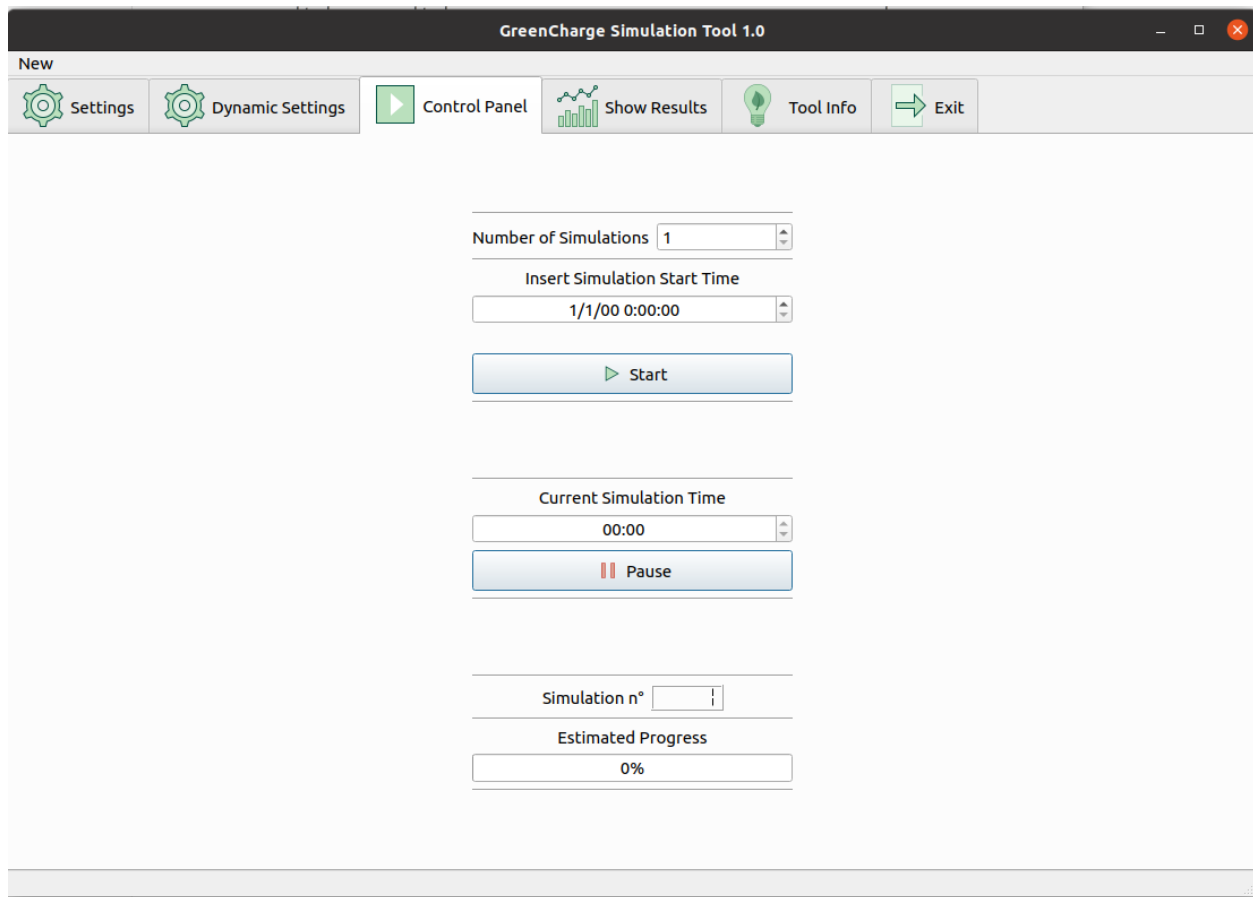 GreenCharge Simulation Tool 1.0
New
Settings Dynamic Settings Control Panel Show Results Tool Info Exit
Number of Simulations 1
Insert Simulation Start Time
1/1/00 0:00:00
Start
Current Simulation Time
00:00
Pause
Simulation n° 1
Estimated Progress
0%